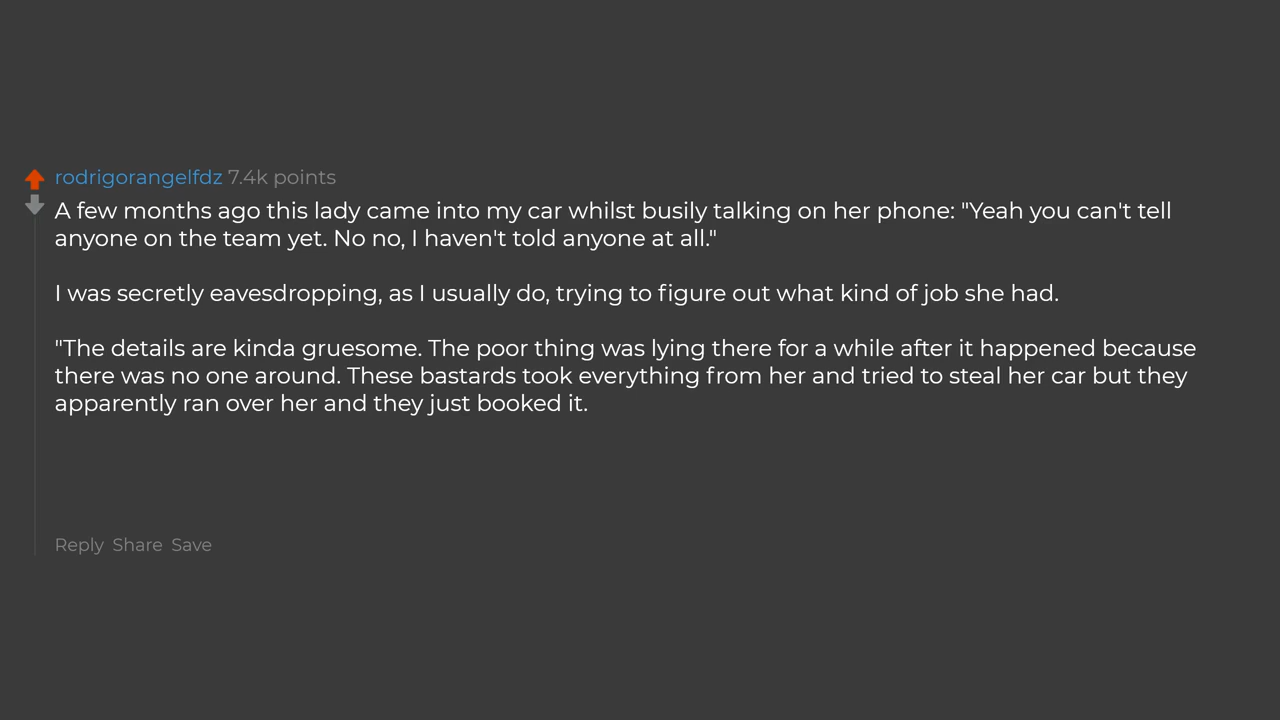 rodrigorangelfdz 7.4k points
A few months ago this lady came into my car whilst busily talking on her phone: "Yeah you can't tell
anyone on the team yet. No no, I haven't told anyone at all."
I was secretly eavesdropping, as I usually do, trying to figure out what kind of job she had.
"The details are kinda gruesome. The poor thing was lying there for a while after it happened because
there was no one around. These bastards took everything from her and tried to steal her car but they
apparently ran over her and they just booked it.
Reply Share Save